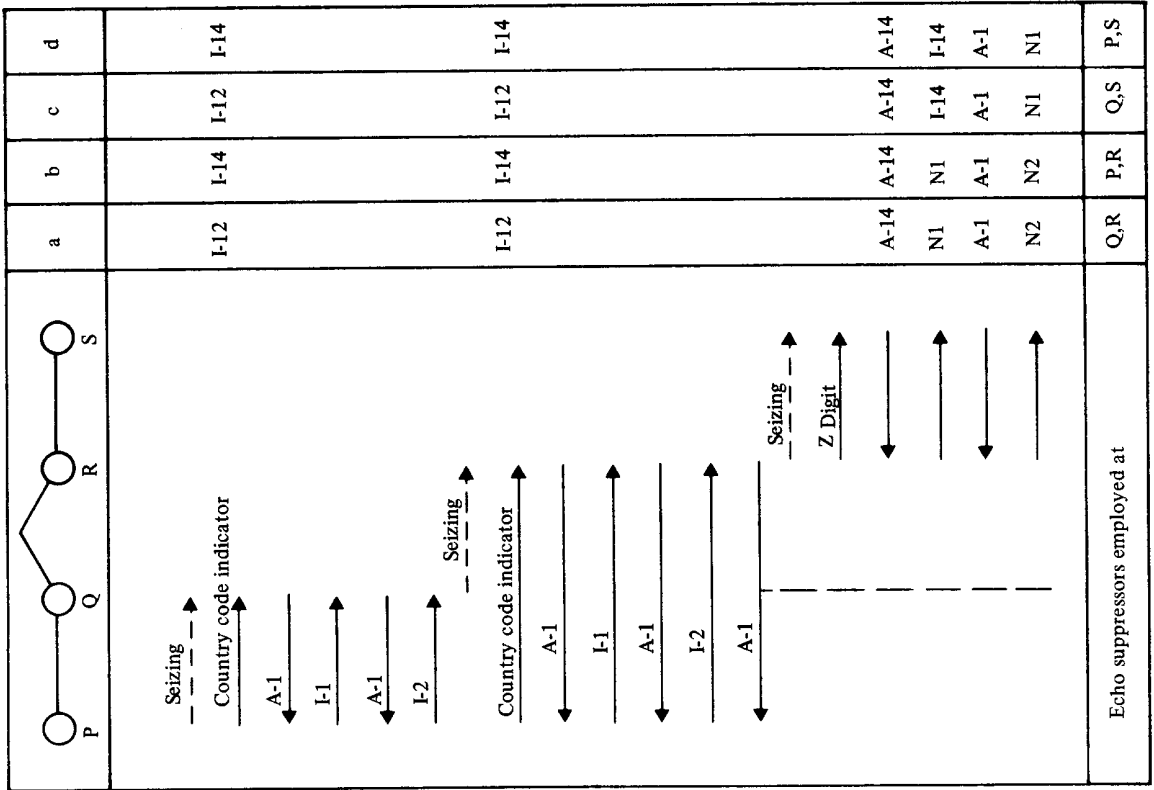 P Q R S a b c d
Seizing
Country code indicator I-12 I-14 I-12 I-14
A-1
I-1
A-1
I-2
Seizing
Country code indicator I-12 I-14 I-12 I-14
A-1
I-1
A-1
I-2
A-1
Seizing
Z Digit
A-14 A-14 A-14 A-14
N1 N1 I-14 I-14
A-1 A-1 A-1 A-1
N2 N2 N1 N1
Echo suppressors employed at Q,R P,R Q,S P,S